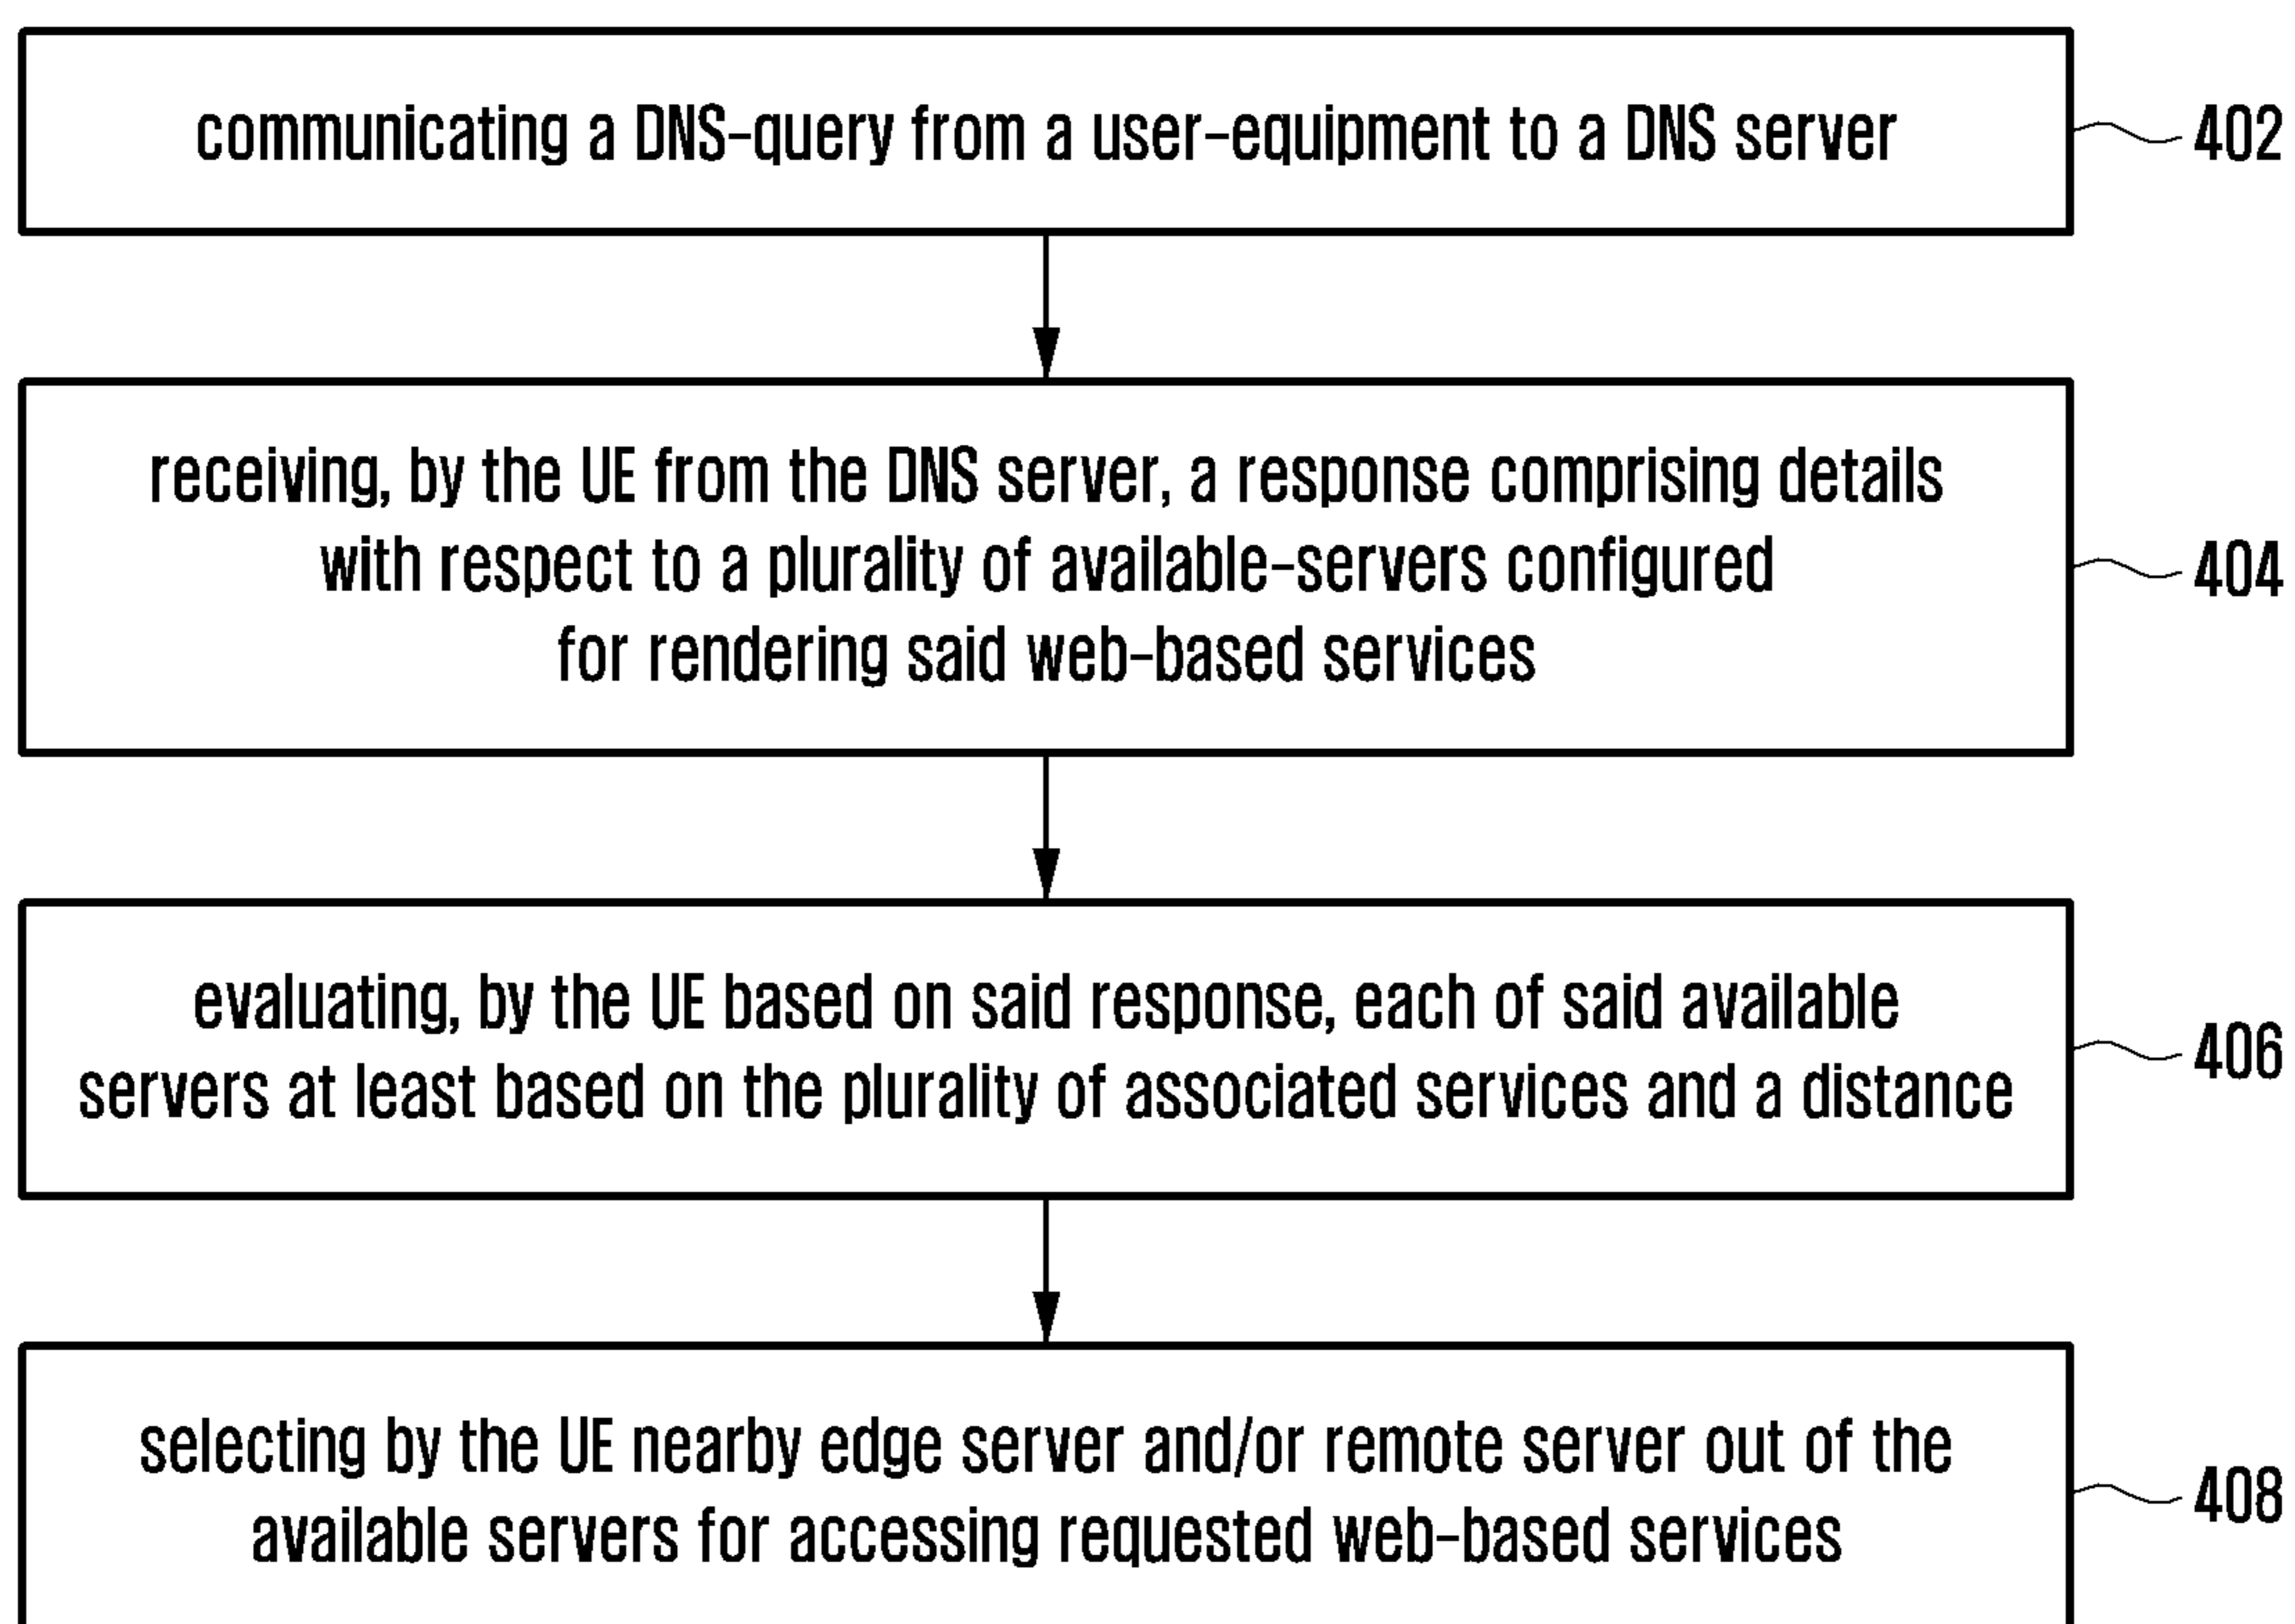 communicating a DNS-query from a user-equipment to a DNS server
402
receiving, by the UE from the DNS server, a response comprising details
with respect to a plurality of available-servers configured
for rendering said web-based services
404
evaluating, by the UE based on said response, each of said available
servers at least based on the plurality of associated services and a distance
406
selecting by the UE nearby edge server and/or remote server out of the
available servers for accessing requested web-based services
408